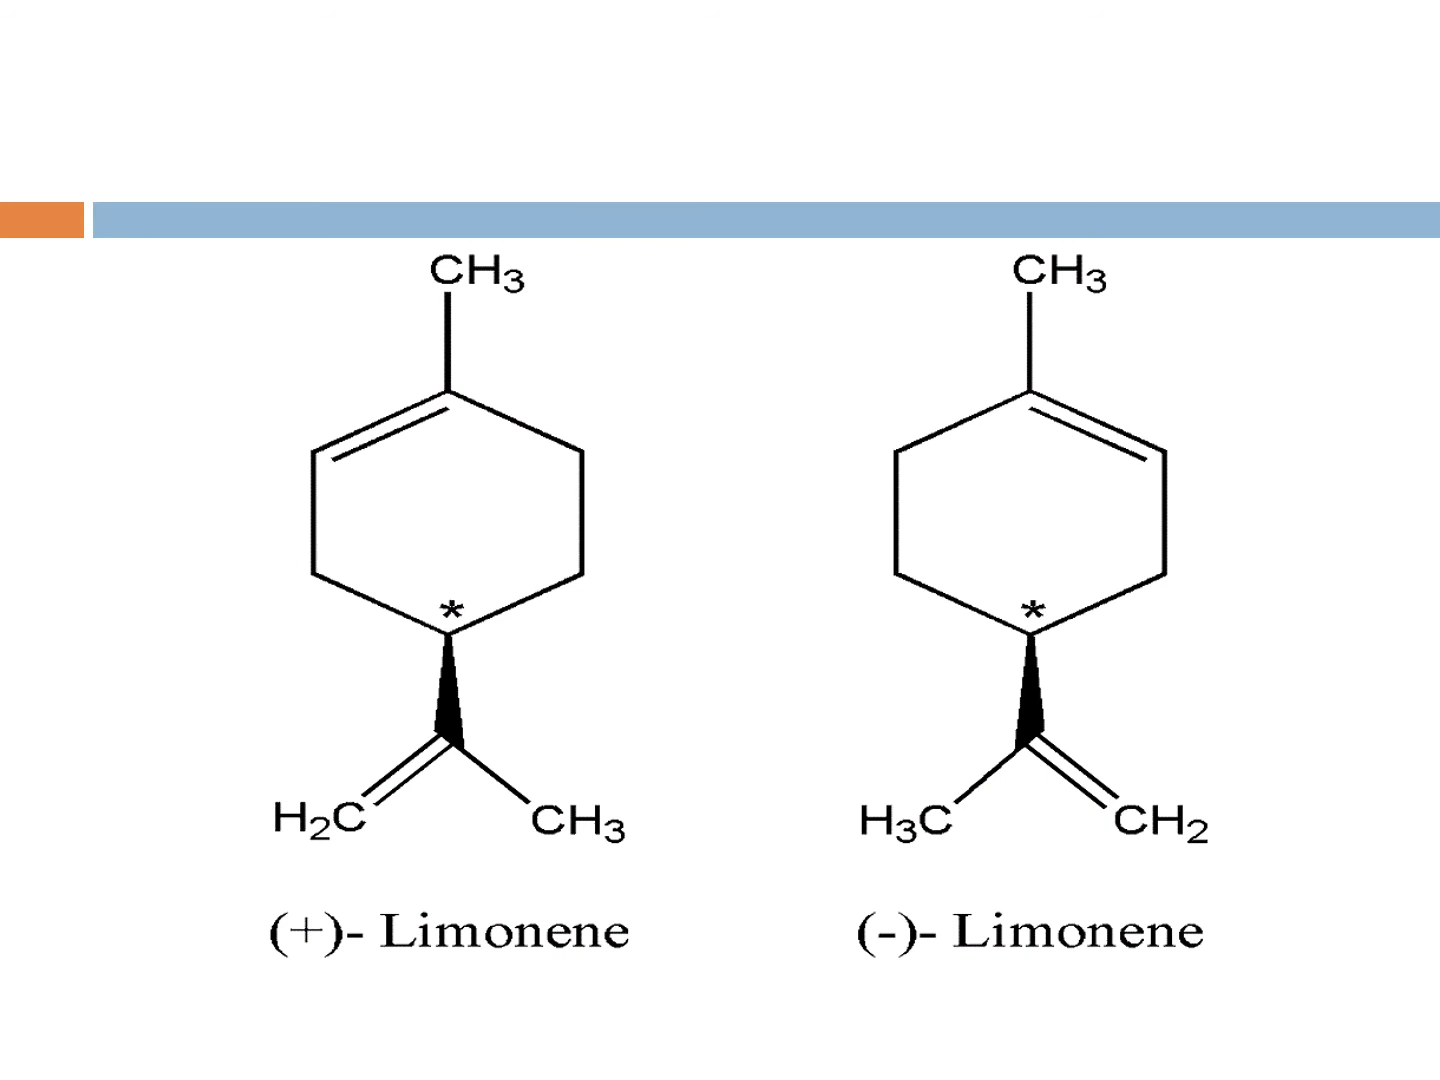 CH3 CH3
* *
H2C CH3 H3C CH2
(+)- Limonene (-)- Limonene